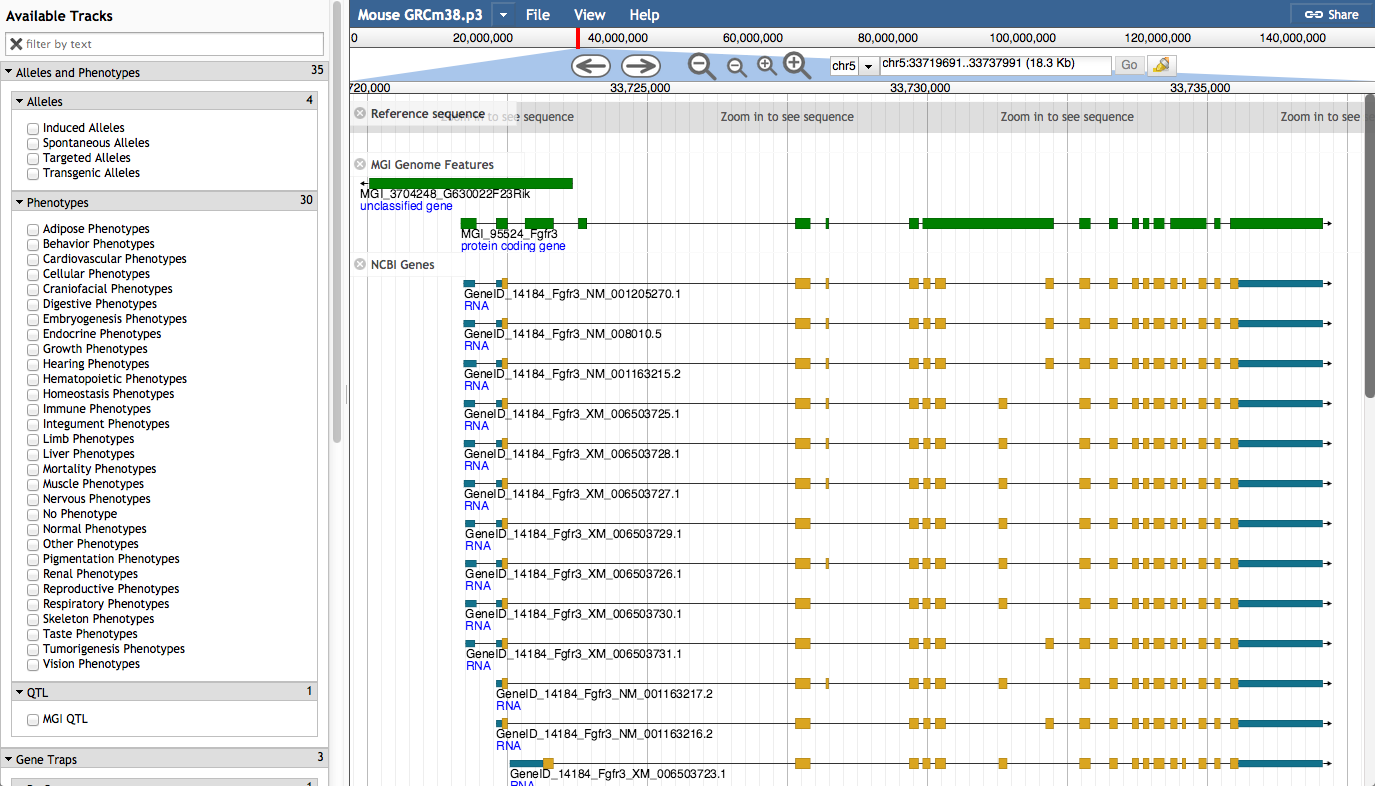 Available Tracks
filter by text
Alleles and Phenotypes 35
Alleles 4
Induced Alleles
Spontaneous Alleles
Targeted Alleles
Transgenic Alleles
Phenotypes 30
Adipose Phenotypes
Behavior Phenotypes
Cardiovascular Phenotypes
Cellular Phenotypes
Craniofacial Phenotypes
Digestive Phenotypes
Embryogenesis Phenotypes
Endocrine Phenotypes
Growth Phenotypes
Hearing Phenotypes
Hematopoietic Phenotypes
Homeostasis Phenotypes
Immune Phenotypes
Integument Phenotypes
Limb Phenotypes
Liver Phenotypes
Mortality Phenotypes
Muscle Phenotypes
Nervous Phenotypes
No Phenotype
Normal Phenotypes
Other Phenotypes
Pigmentation Phenotypes
Renal Phenotypes
Reproductive Phenotypes
Respiratory Phenotypes
Skeleton Phenotypes
Taste Phenotypes
Tumorigenesis Phenotypes
Vision Phenotypes
QTL 1
MGI QTL
Gene Traps 3
Mouse GRCm38.p3 File View Help Share
0 20,000,000 40,000,000 60,000,000 80,000,000 100,000,000 120,000,000 140,000,000
chr5 chr5:33719691..33737991 (18.3 Kb) Go
720,000 33,725,000 33,730,000 33,735,000
Reference sequence to see sequence Zoom in to see sequence Zoom in to see sequence Zoom in to see
MGI Genome Features
MGI_3704248_G630022F23Rik
unclassified gene
MGI_95524_Fgfr3
protein coding gene
NCBI Genes
GeneID_14184_Fgfr3_NM_001205270.1
RNA
GeneID_14184_Fgfr3_NM_008010.5
RNA
GeneID_14184_Fgfr3_NM_001163215.2
RNA
GeneID_14184_Fgfr3_XM_006503725.1
RNA
GeneID_14184_Fgfr3_XM_006503728.1
RNA
GeneID_14184_Fgfr3_XM_006503727.1
RNA
GeneID_14184_Fgfr3_XM_006503729.1
RNA
GeneID_14184_Fgfr3_XM_006503726.1
RNA
GeneID_14184_Fgfr3_XM_006503730.1
RNA
GeneID_14184_Fgfr3_XM_006503731.1
RNA
GeneID_14184_Fgfr3_NM_001163217.2
RNA
GeneID_14184_Fgfr3_NM_001163216.2
RNA
GeneID_14184_Fgfr3_XM_006503723.1
RNA